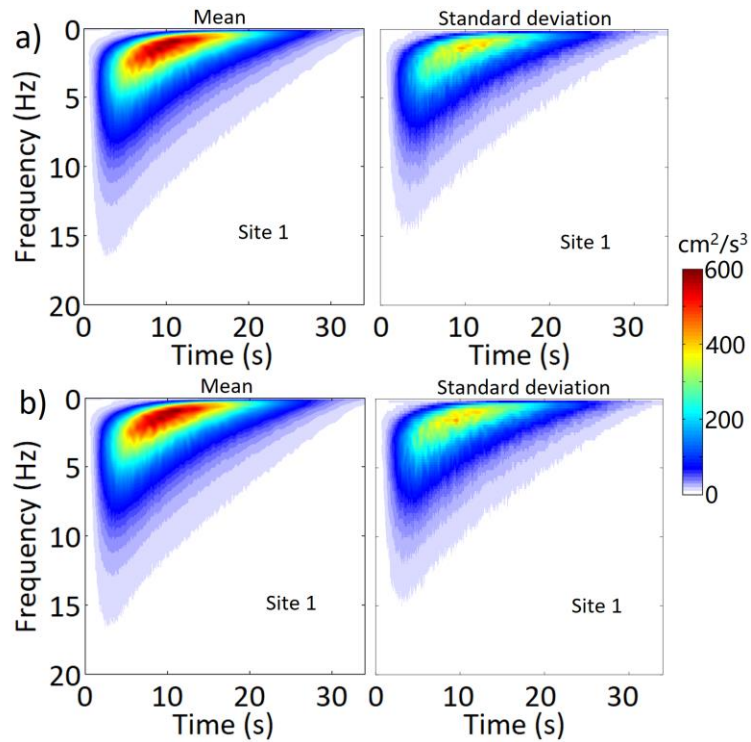 a)
Mean
Standard deviation
0
5
10
15
20
Frequency (Hz)
Site 1
Site 1
0 10 20 30
0 10 20 30
Time (s)
Time (s)
cm²/s³
600
400
200
0
b)
Mean
Standard deviation
0
5
10
15
20
Frequency (Hz)
Site 1
Site 1
0 10 20 30
0 10 20 30
Time (s)
Time (s)